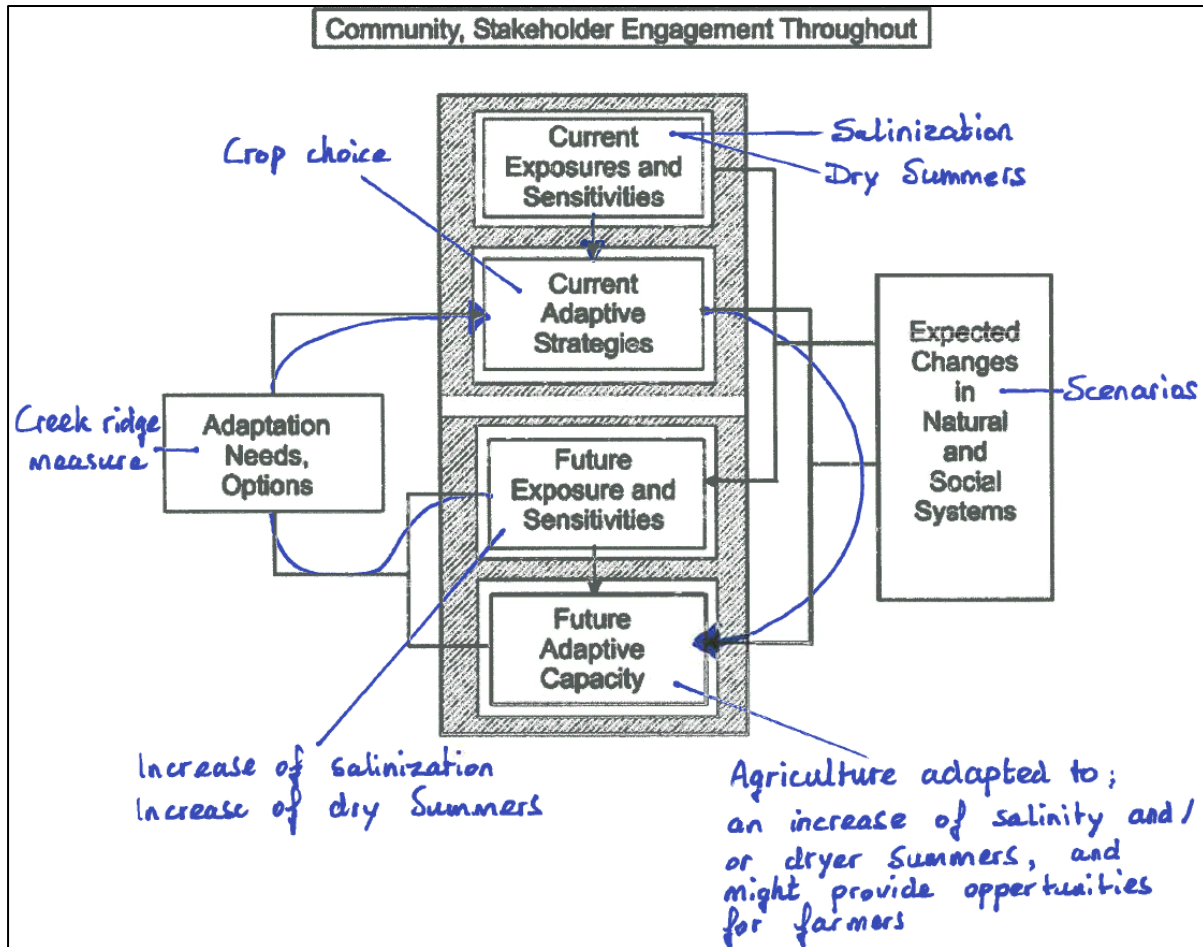 Community, Stakeholder Engagement Throughout
Crop choice
Current
Exposures and
Sensitivities
Salinization
Dry Summers
Current
Adaptive
Strategies
Expected
Changes
in
Natural
and
Social
Systems
Scenarios
Creek ridge
measure
Adaptation
Needs,
Options
Future
Exposure and
Sensitivities
Future
Adaptive
Capacity
Increase of salinization
Increase of dry Summers
Agriculture adapted to;
an increase of salinity and/
or dryer Summers, and
might provide opportunities
for farmers